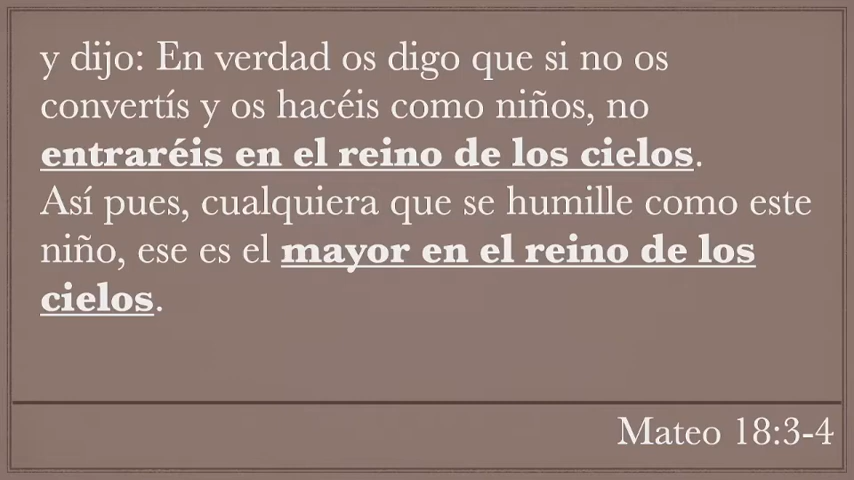 y dijo: En verdad os digo que si no os
convertís y os hacéis como niños, no
entraréis en el reino de los cielos.
Así pues, cualquiera que se humille como este
niño, ese es el mayor en el reino de los
cielos.
Mateo 18:3-4